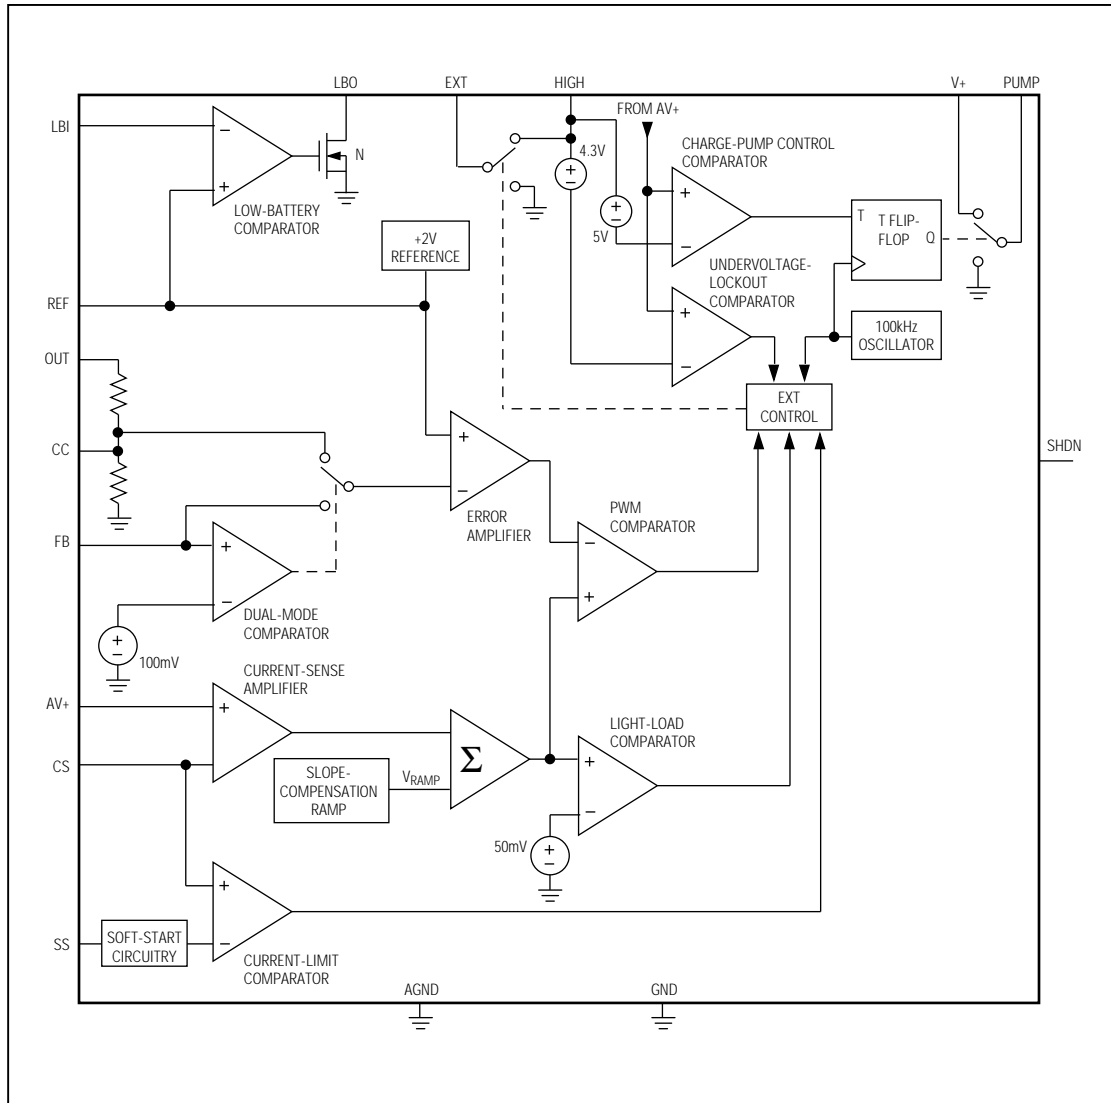 LBO
EXT
HIGH
V+
PUMP
FROM AV+
LBI
−
+
N
4.3V
+
−
CHARGE-PUMP CONTROL
COMPARATOR
+
−
LOW-BATTERY
COMPARATOR
+
−
5V
T
T FLIP-
FLOP
Q
+2V
REFERENCE
UNDERVOLTAGE-
LOCKOUT
COMPARATOR
REF
+
−
100kHz
OSCILLATOR
OUT
EXT
CONTROL
CC
+
−
ERROR
AMPLIFIER
SHDN
FB
+
−
DUAL-MODE
COMPARATOR
PWM
COMPARATOR
−
+
+
−
100mV
CURRENT-SENSE
AMPLIFIER
AV+
+
CS
Σ
LIGHT-LOAD
COMPARATOR
+
−
SLOPE-
COMPENSATION
RAMP
VRAMP
50mV
+
−
+
−
SS
SOFT-START
CIRCUITRY
CURRENT-LIMIT
COMPARATOR
AGND
GND